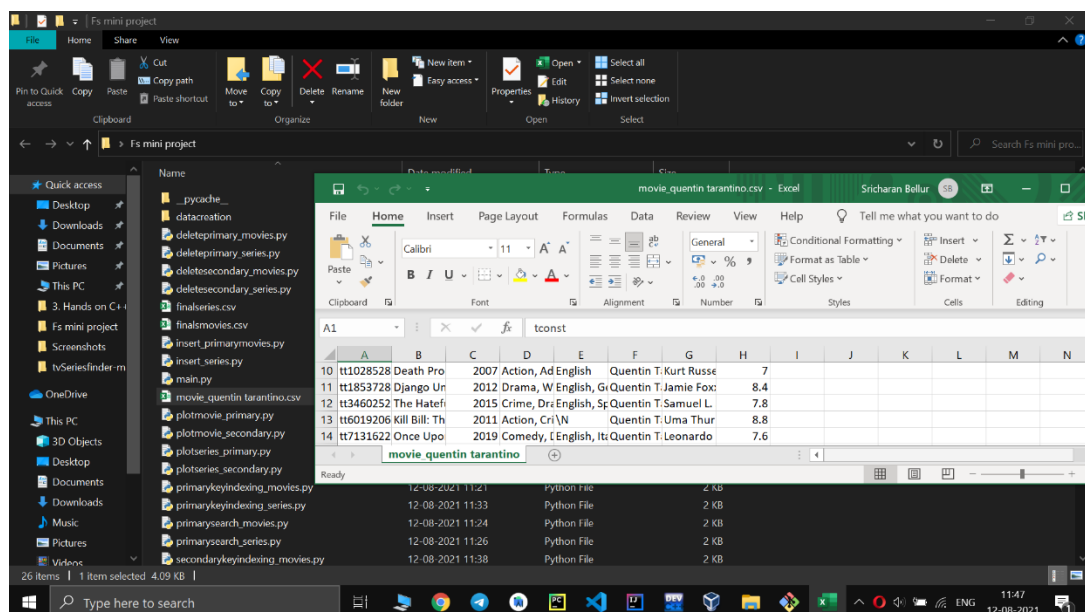 Fs mini project
File Home Share View
Pin to Quick access Copy Paste Cut Copy path Paste shortcut Move to Copy to Delete Rename New folder New item Easy access Properties Open Edit History Select all Select none Invert selection
Clipboard Organize New Open Select
Fs mini project Search Fs mini pro...
Name Date modified Type Size
Quick access
Desktop
Downloads
Documents
Pictures
This PC
3. Hands on C++
Fs mini project
Screenshots
tvSeriesfinder-m
OneDrive
This PC
3D Objects
Desktop
Documents
Downloads
Music
Pictures
Videos
__pycache__
datacreation
deleteprimary_movies.py
deleteprimary_series.py
deletesecondary_movies.py
deletesecondary_series.py
finalseries.csv
finalsmovies.csv
insert_primarymovies.py
insert_series.py
main.py
movie_quentin tarantino.csv
plotmovie_primary.py
plotmovie_secondary.py
plotseries_primary.py
plotseries_secondary.py
primarykeyindexing_movies.py 12-08-2021 11:21 Python File 2 KB
primarykeyindexing_series.py 12-08-2021 11:33 Python File 2 KB
primarysearch_movies.py 12-08-2021 11:24 Python File 2 KB
primarysearch_series.py 12-08-2021 11:26 Python File 2 KB
secondarykeyindexing_movies.py 12-08-2021 11:38 Python File 2 KB
movie_quentin tarantino.csv - Excel Sricharan Bellur SB
File Home Insert Page Layout Formulas Data Review View Help Tell me what you want to do
Paste Calibri 11 A A B I U A ab General % , Conditional Formatting Format as Table Cell Styles Insert Delete Format
Clipboard Font Alignment Number Styles Cells Editing
A1 fx tconst
A B C D E F G H I J K L M N
10 tt1028528 Death Pro 2007 Action, Ad English Quentin T Kurt Russe 7
11 tt1853728 Django Un 2012 Drama, W English, G Quentin T Jamie Fox 8.4
12 tt3460252 The Hatef 2015 Crime, Dra English, Sp Quentin T Samuel L. 7.8
13 tt6019206 Kill Bill: Th 2011 Action, Cri \N Quentin T Uma Thur 8.8
14 tt7131622 Once Upo 2019 Comedy, English, Ita Quentin T Leonardo 7.6
movie_quentin tarantino
Ready
26 items 1 item selected 4.09 KB
Type here to search ENG 11:47
12-08-2021